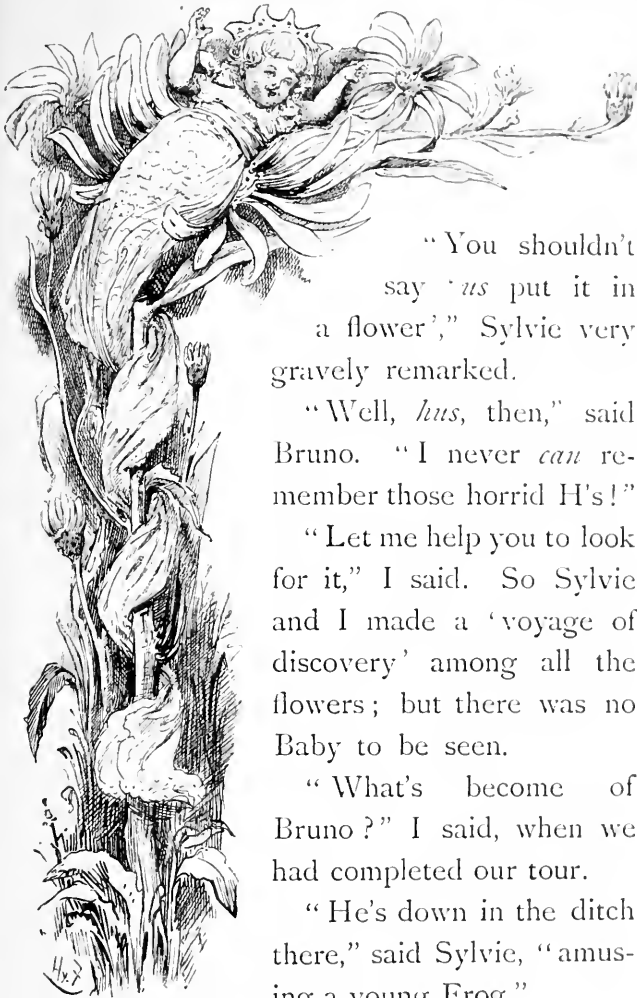 “ You shouldn’t
say ‘ us put it in
a flower ’,” Sylvie very
gravely remarked.
“ Well, hus, then,” said
Bruno. “ I never can re-
member those horrid H’s ! ”
“ Let me help you to look
for it,” I said. So Sylvie
and I made a ‘ voyage of
discovery ’ among all the
flowers ; but there was no
Baby to be seen.
“ What’s become of
Bruno ? ” I said, when we
had completed our tour.
“ He’s down in the ditch
there,” said Sylvie, “ amus-
ing a young Frog.”